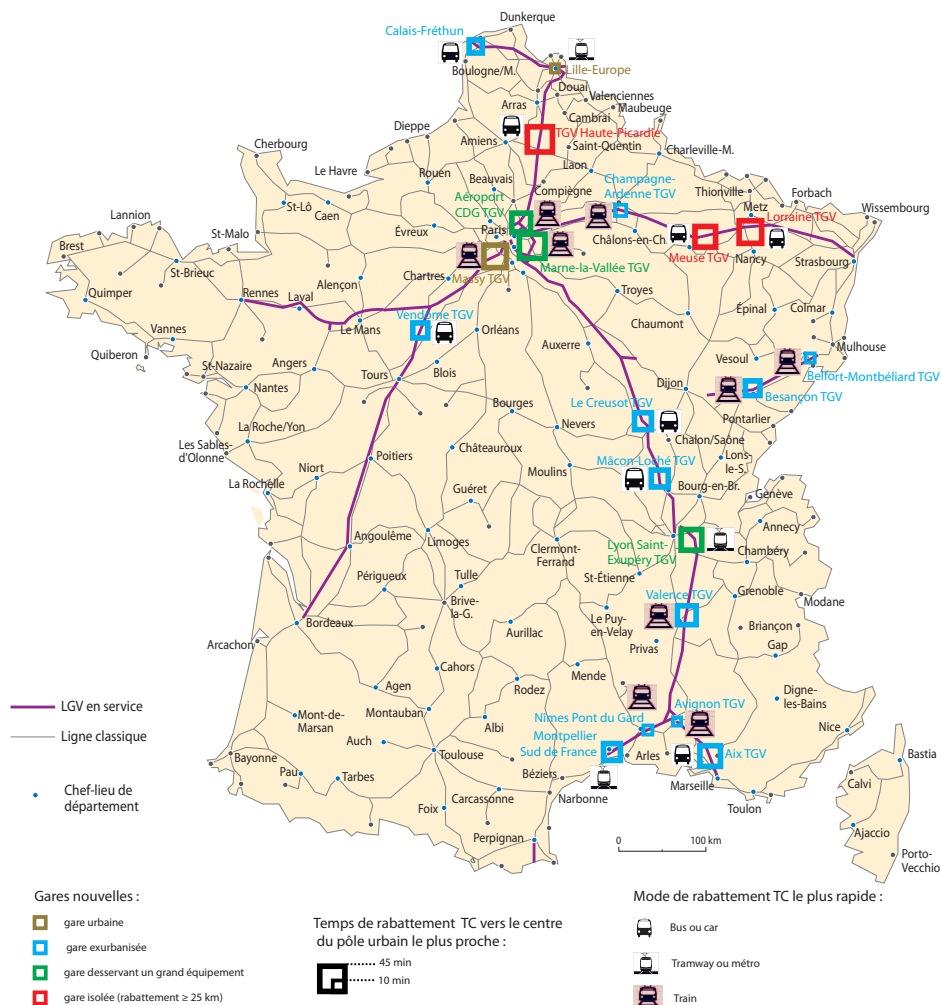 Dunkerque
Calais-Fréthun
Boulogne/M.
Lille-Europe
Douai
Valenciennes
Arras
Maubeuge
Cambrai
Dieppe
TGV Haute-Picardie
Amiens
Saint-Quentin
Charleville-M.
Cherbourg
Laon
Le Havre
Rouen
Beauvais
Compiègne
Champagne-
Ardenne TGV
Thionville
Forbach
Aéroport
CDG TGV
Metz
Lorraine TGV
Wissembourg
St-Lô
Caen
Lannion
St-Malo
Évreux
Paris
Châlons-en-Ch.
Brest
Meuse TGV
Nancy
Strasbourg
St-Brieuc
Massy TGV
Marne-la-Vallée TGV
Chartres
Alençon
Quimper
Rennes
Laval
Troyes
Épinal
Colmar
Vendôme TGV
Chaumont
Le Mans
Orléans
Vannes
Auxerre
Vesoul
Mulhouse
Quiberon
St-Nazaire
Angers
Blois
Belfort-Montbéliard TGV
Tours
Dijon
Besançon TGV
Nantes
Bourges
Le Creusot TGV
Pontarlier
La Roche/Yon
Nevers
Chalon/Saône
Les Sables-
d'Olonne
Châteauroux
Lons-
le-S.
Poitiers
Mâcon-Loché TGV
Niort
Moulins
La Rochelle
Guéret
Bourg-en-Br.
Genève
Annecy
Angoulême
Limoges
Clermont-
Ferrand
Lyon Saint-
Exupéry TGV
Chambéry
St-Étienne
Périgueux
Tulle
Valence TGV
Grenoble
Modane
Brive-
la-G.
Le Puy-
en-Velay
Bordeaux
Aurillac
Briançon
Arcachon
Privas
Gap
Cahors
Mende
Rodez
Agen
Digne-
les-Bains
Avignon TGV
LGV en service
Mont-de-
Marsan
Montauban
Nîmes Pont du Gard
Albi
Nice
Ligne classique
Auch
Montpellier
Sud de France
Toulouse
Arles
Aix TGV
Bastia
Bayonne
Pau
Tarbes
Béziers
Marseille
Calvi
Chef-lieu de
département
Carcassonne
Narbonne
Toulon
Foix
Ajaccio
Perpignan
0
100 km
Porto-
Vecchio
Gares nouvelles :
gare urbaine
gare exurbanisée
gare desservant un grand équipement
gare isolée (rabattement ≥ 25 km)
Temps de rabattement TC vers le centre
du pôle urbain le plus proche :
45 min
10 min
Mode de rabattement TC le plus rapide :
Bus ou car
Tramway ou métro
Train